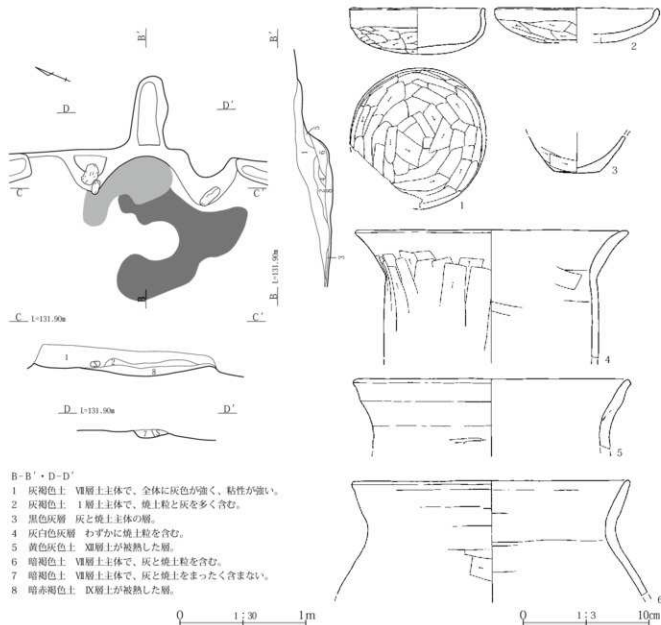 B'
B'
D
D'
C
C'
1
2
3
B
L=131.90m
B
C L=131.90m
C'
1
2
8
D L=131.90m
D'
4
5
6
B-B'・D-D'
1 灰褐色土 Ⅶ層土主体で、全体に灰色が強く、粘性が強い。
2 灰褐色土 1層土主体で、焼土粒と灰を多く含む。
3 黒色灰層 灰と焼土主体の層。
4 灰白色灰層 わずかに焼土粒を含む。
5 黄色灰色土 Ⅻ層土が被熱した層。
6 暗褐色土 Ⅶ層土主体で、灰と焼土粒を含む。
7 暗褐色土 Ⅶ層土主体で、灰と焼土をまったく含まない。
8 暗赤褐色土 Ⅸ層土が被熱した層。
0 1:30 1m
0 1:3 10cm